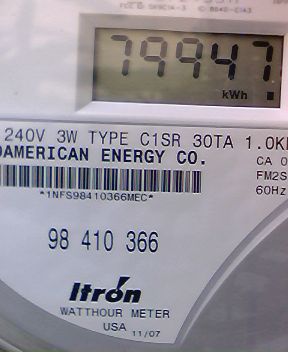 79947
kWh
240V 3W TYPE C1SR 30TA
AMERICAN ENERGY CO.
CA
*1NFS98410366MEC*
FM2S
60Hz
98 410 366
Itron
WATTHOUR METER
USA 11/07